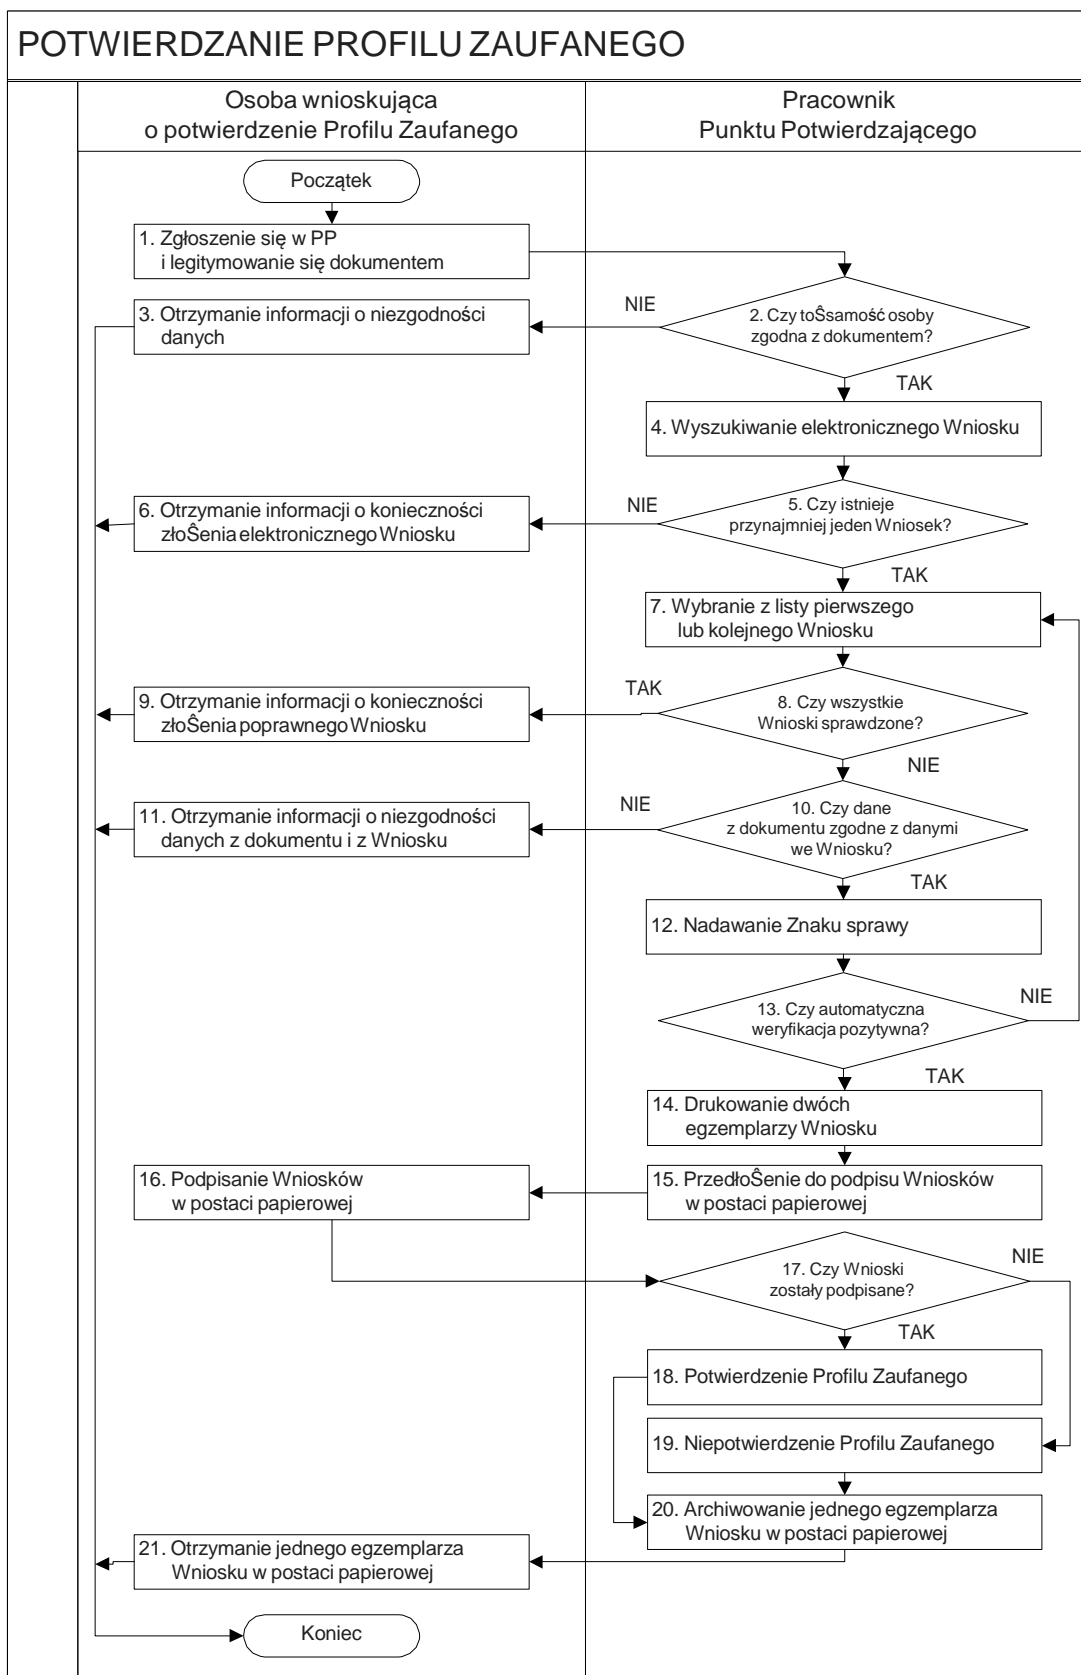 POTWIERDZANIE PROFILU ZAUFANEGO
Osoba wnioskująca
o potwierdzenie Profilu Zaufanego
Pracownik
Punktu Potwierdzającego
Początek
1. Zgłoszenie się w PP
i legitymowanie się dokumentem
2. Czy toŜsamość osoby
zgodna z dokumentem?
NIE
3. Otrzymanie informacji o niezgodności
danych
TAK
4. Wyszukiwanie elektronicznego Wniosku
5. Czy istnieje
przynajmniej jeden Wniosek?
NIE
6. Otrzymanie informacji o konieczności
złoŜenia elektronicznego Wniosku
TAK
7. Wybranie z listy pierwszego
lub kolejnego Wniosku
8. Czy wszystkie
Wnioski sprawdzone?
TAK
9. Otrzymanie informacji o konieczności
złoŜenia poprawnego Wniosku
NIE
10. Czy dane
z dokumentu zgodne z danymi
we Wniosku?
NIE
11. Otrzymanie informacji o niezgodności
danych z dokumentu i z Wniosku
TAK
12. Nadawanie Znaku sprawy
13. Czy automatyczna
weryfikacja pozytywna?
NIE
TAK
14. Drukowanie dwóch
egzemplarzy Wniosku
15. PrzedłoŜenie do podpisu Wniosków
w postaci papierowej
16. Podpisanie Wniosków
w postaci papierowej
17. Czy Wnioski
zostały podpisane?
NIE
TAK
18. Potwierdzenie Profilu Zaufanego
19. Niepotwierdzenie Profilu Zaufanego
20. Archiwowanie jednego egzemplarza
Wniosku w postaci papierowej
21. Otrzymanie jednego egzemplarza
Wniosku w postaci papierowej
Koniec